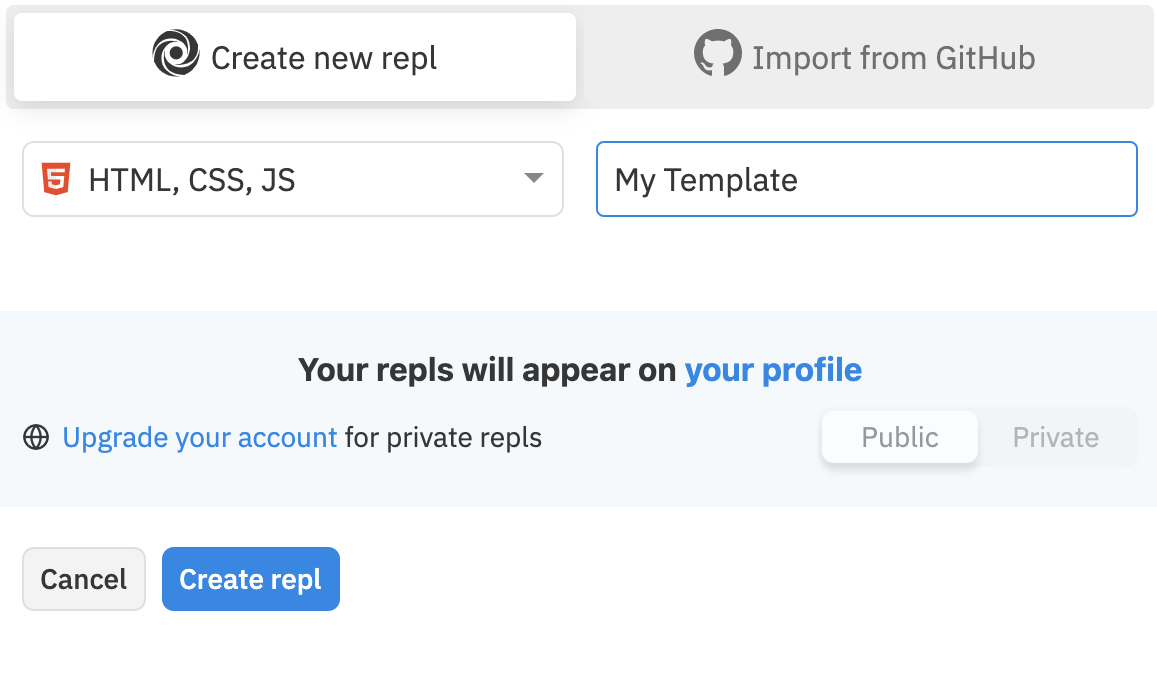 Create new repl
Import from GitHub
HTML, CSS, JS
My Template
Your repls will appear on your profile
Upgrade your account for private repls
Public
Private
Cancel
Create repl